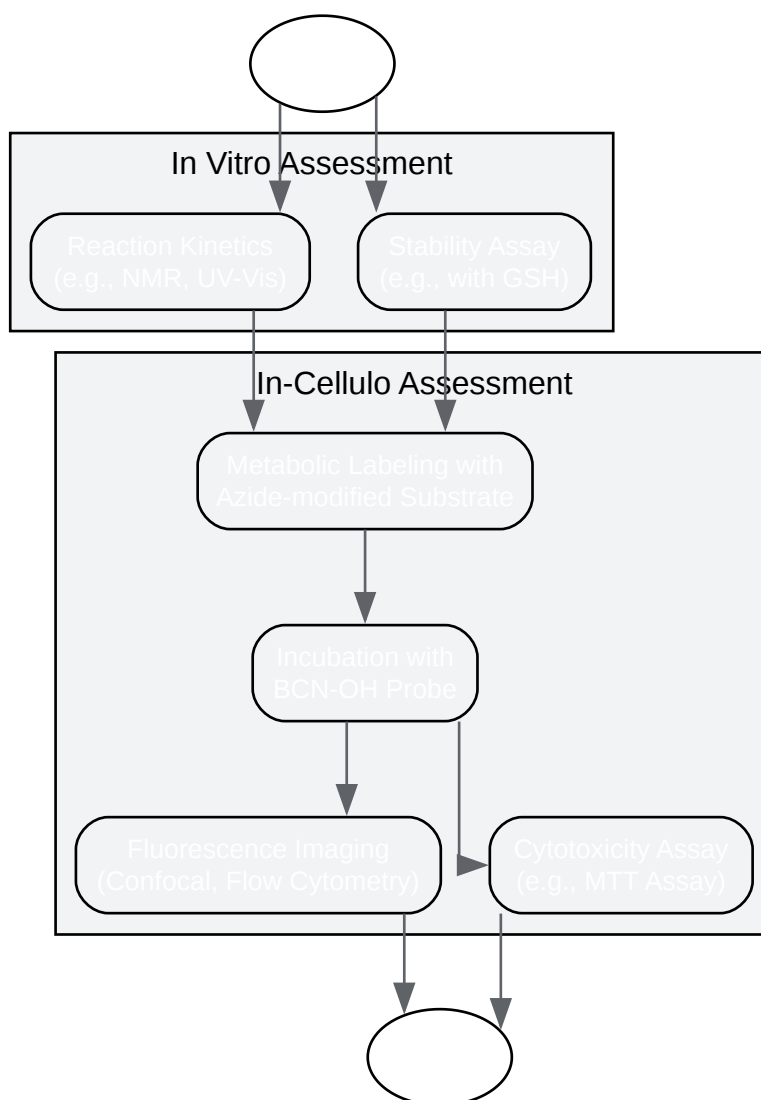 In Vitro Assessment
Reaction Kinetics
(e.g., NMR, UV-Vis)
Stability Assay
(e.g., with GSH)
In-Cellulo Assessment
Metabolic Labeling with
Azide-modified Substrate
Incubation with
BCN-OH Probe
Fluorescence Imaging
(Confocal, Flow Cytometry)
Cytotoxicity Assay
(e.g., MTT Assay)